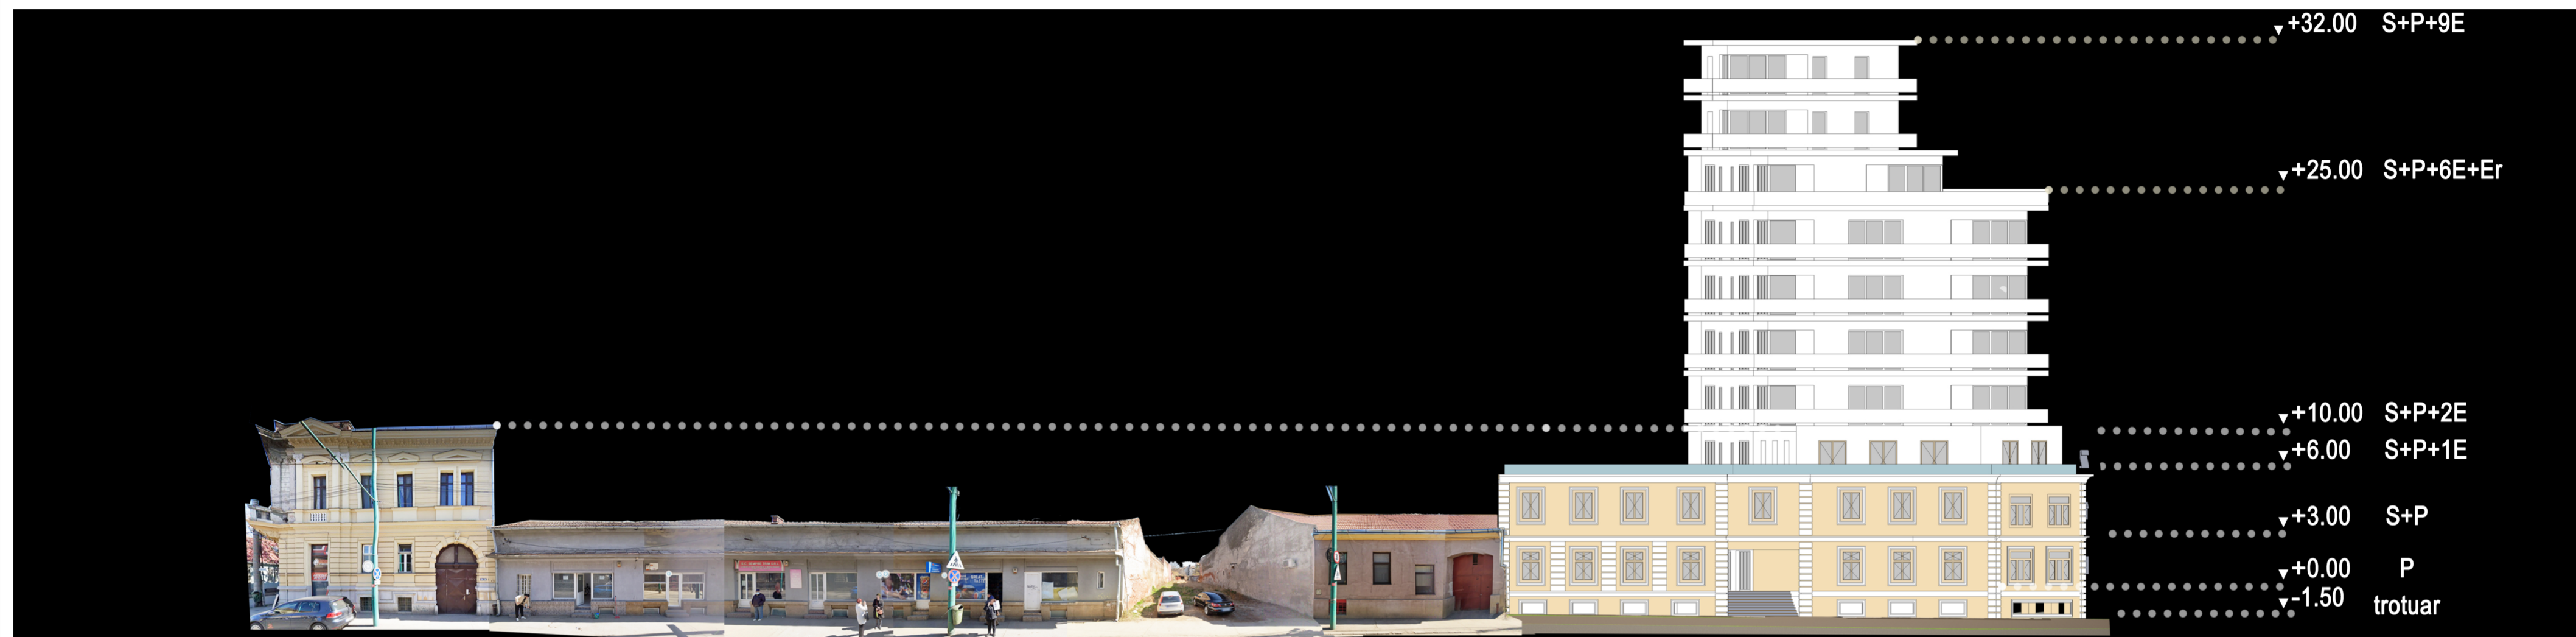 +32.00 S+P+9E
+25.00 S+P+6E+Er
+10.00 S+P+2E
+6.00 S+P+1E
+3.00 S+P
+0.00 P
-1.50 trotuar